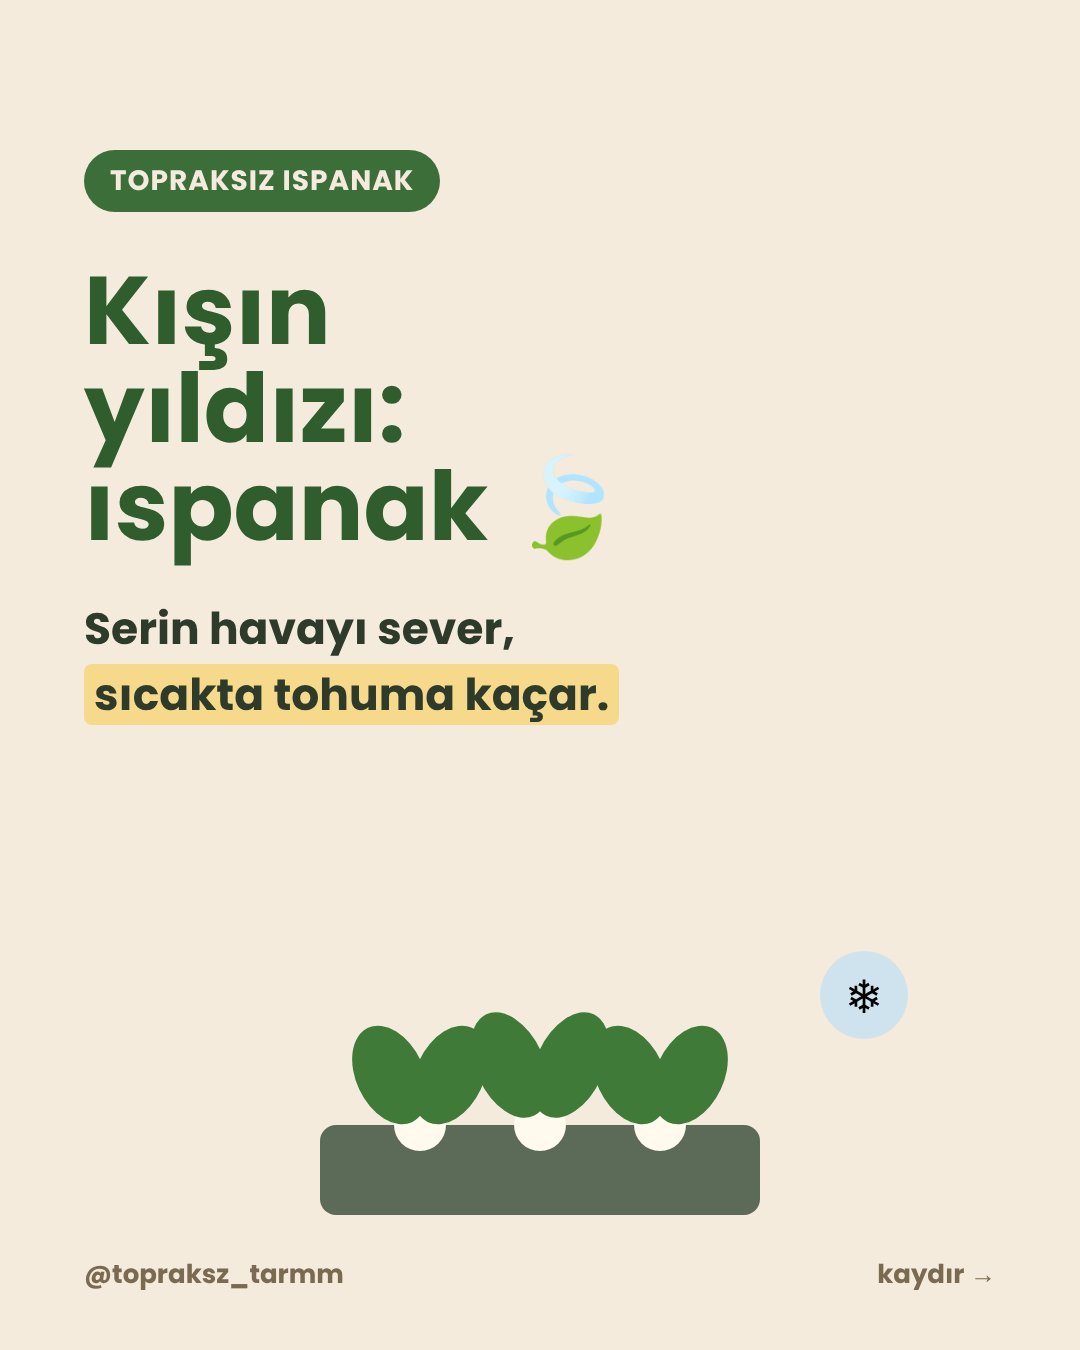 TOPRAKSIZ ISPANAK
Kışın
yıldızı:
ıspanak 🍃
Serin havayı sever,
sıcakta tohuma kaçar.
❄
@topraksz_tarmm
kaydır →